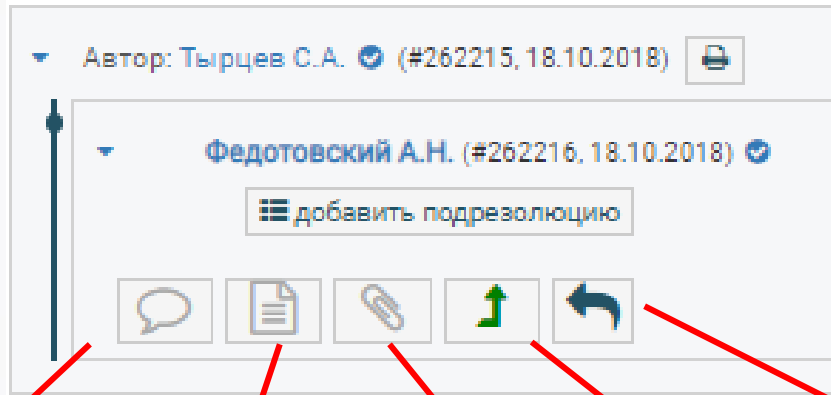 Автор: Тырцев С.А. (#262215, 18.10.2018)
Федотовский А.Н. (#262216, 18.10.2018)
добавить подрезолюцию